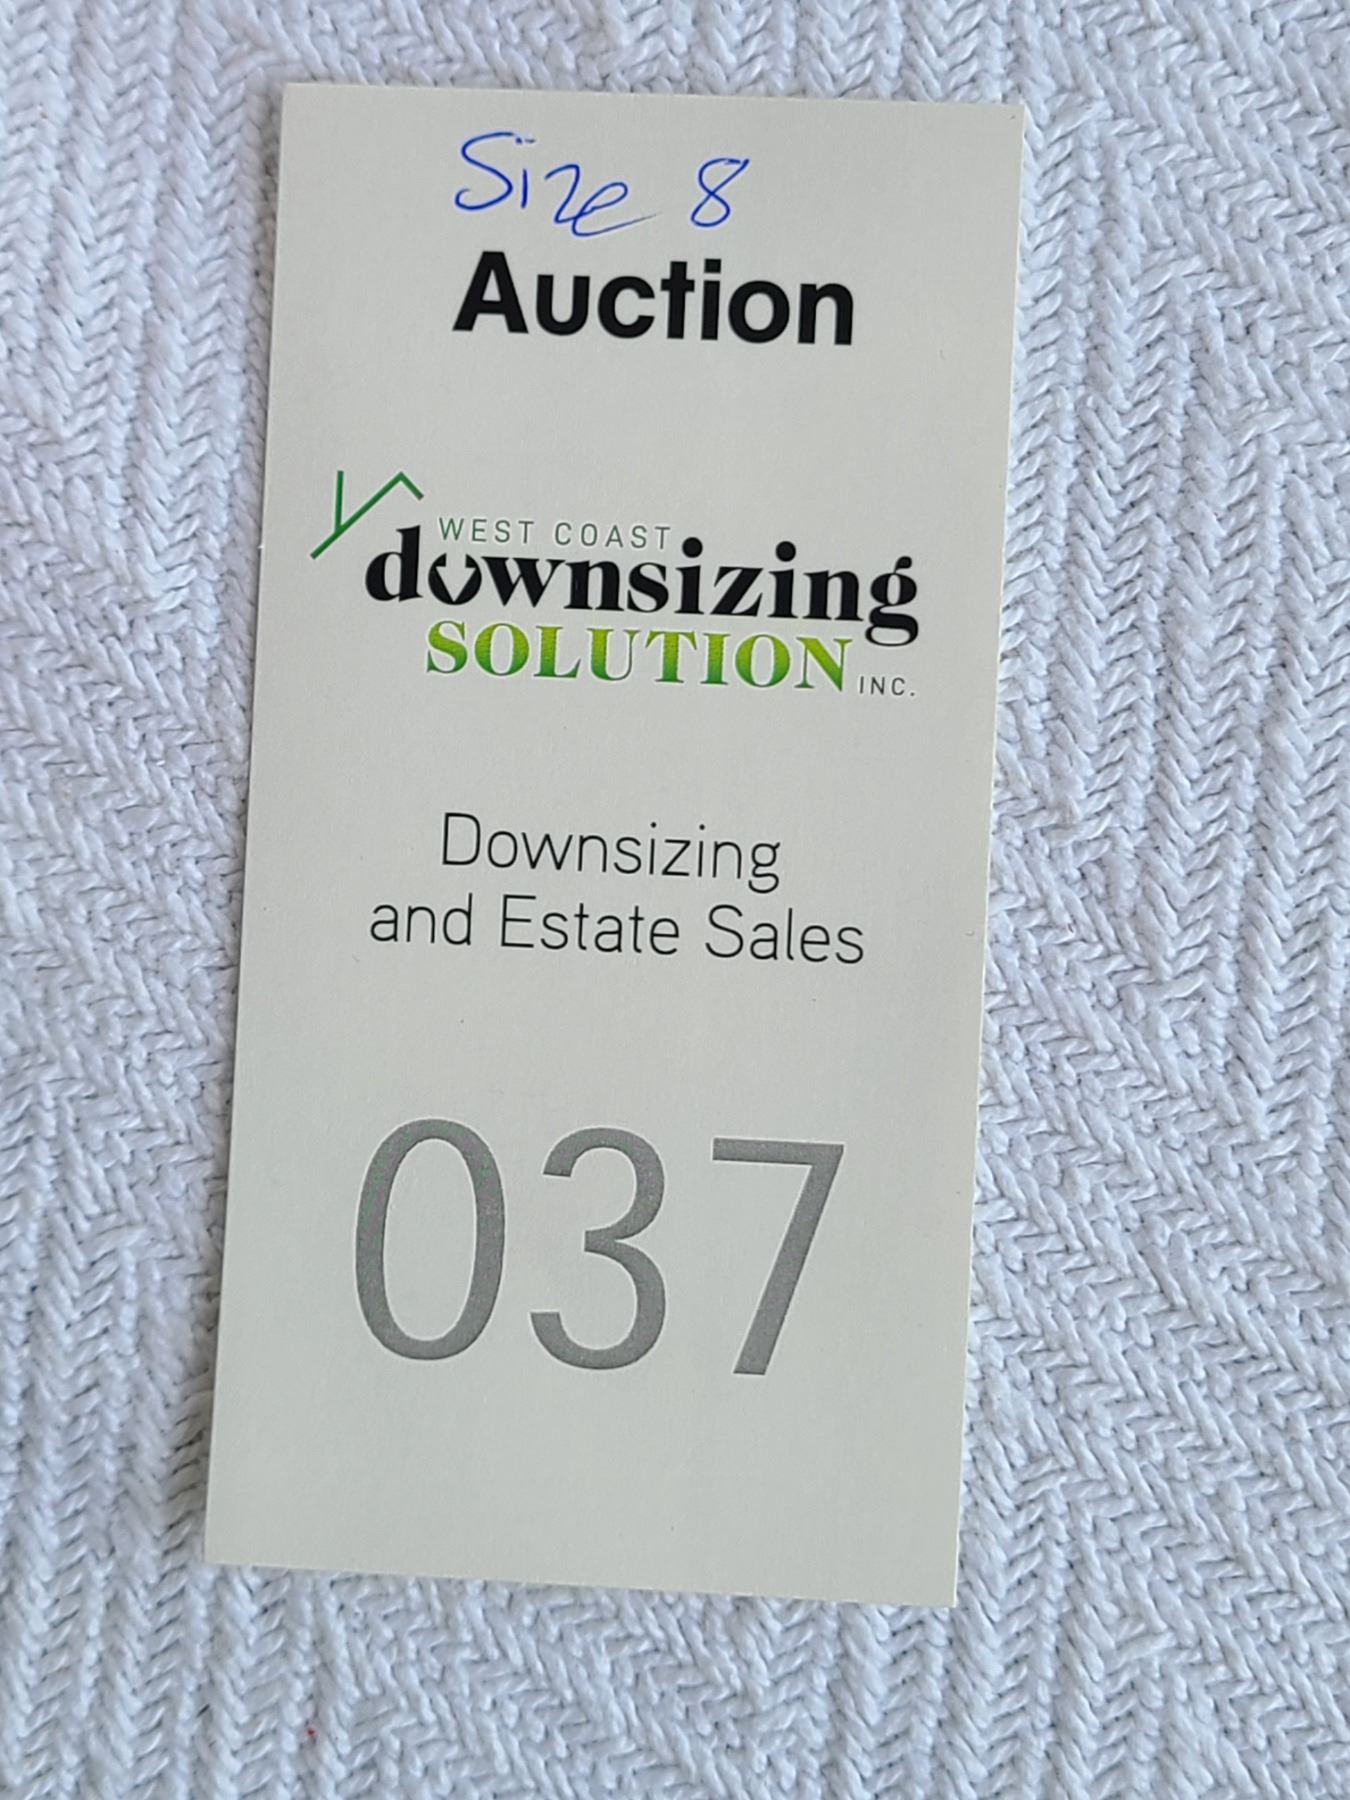 Size 8
Auction
WEST COAST
downsizing
SOLUTION INC.
Downsizing
and Estate Sales
037